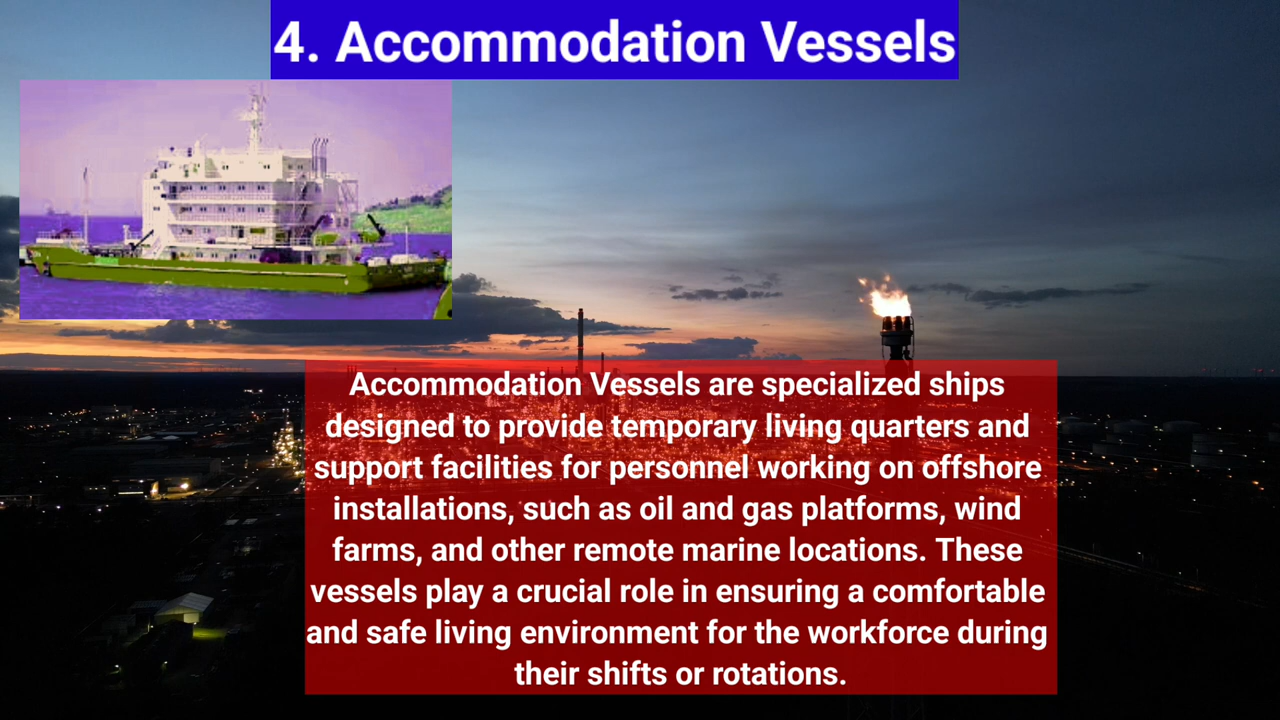 4. Accommodation Vessels
Accommodation Vessels are specialized ships
designed to provide temporary living quarters and
support facilities for personnel working on offshore
installations, such as oil and gas platforms, wind
farms, and other remote marine locations. These
vessels play a crucial role in ensuring a comfortable
and safe living environment for the workforce during
their shifts or rotations.